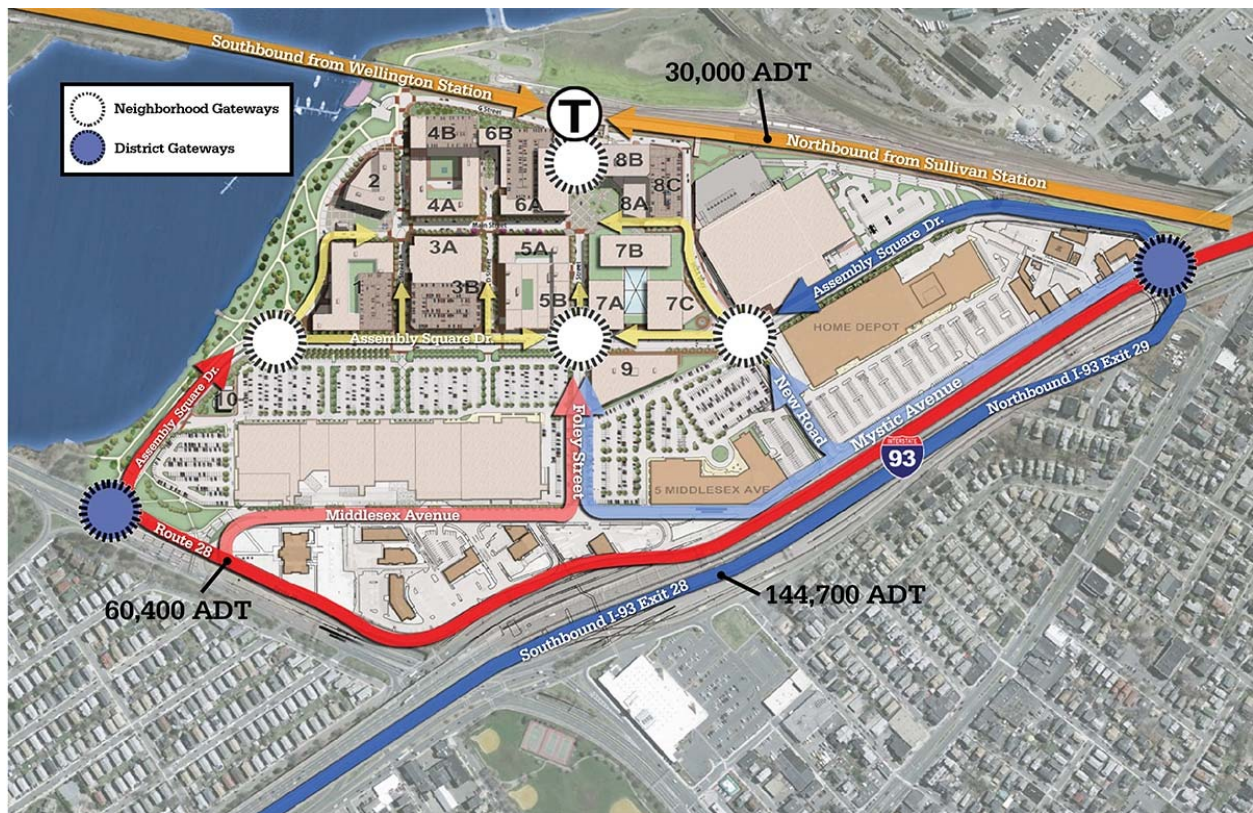 Southbound from Wellington Station
30,000 ADT
Neighborhood Gateways
District Gateways
T
G Street
Northbound from Sullivan Station
4B
6B
8B
8C
2
4A
6A
8A
Main Street
3A
5A
7B
Assembly Square Dr.
1
3B
5B
7A
7C
HOME DEPOT
Assembly Square Dr.
9
10
Assembly Square Dr.
New Road
Mystic Avenue
Northbound I-93 Exit 29
Foley Street
INTERSTATE
93
5 MIDDLESEX AVE
Middlesex Avenue
Route 28
60,400 ADT
144,700 ADT
Southbound I-93 Exit 28